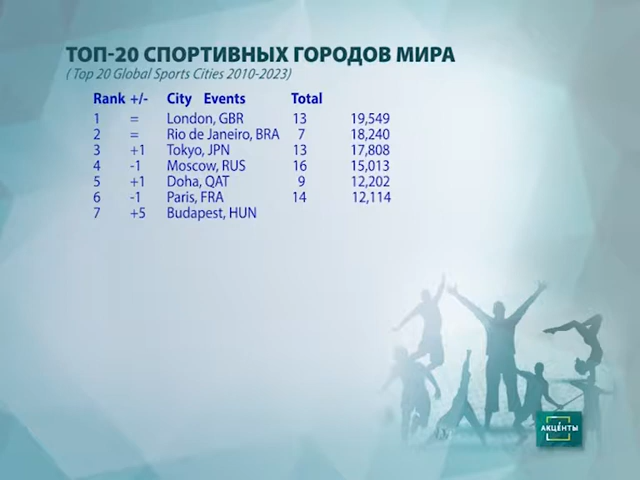 ТОП-20 СПОРТИВНЫХ ГОРОДОВ МИРА
( Top 20 Global Sports Cities 2010-2023)
Rank +/- City Events Total
1 = London, GBR 13 19,549
2 = Rio de Janeiro, BRA 7 18,240
3 +1 Tokyo, JPN 13 17,808
4 -1 Moscow, RUS 16 15,013
5 +1 Doha, QAT 9 12,202
6 -1 Paris, FRA 14 12,114
7 +5 Budapest, HUN
АКЦЕНТЫ